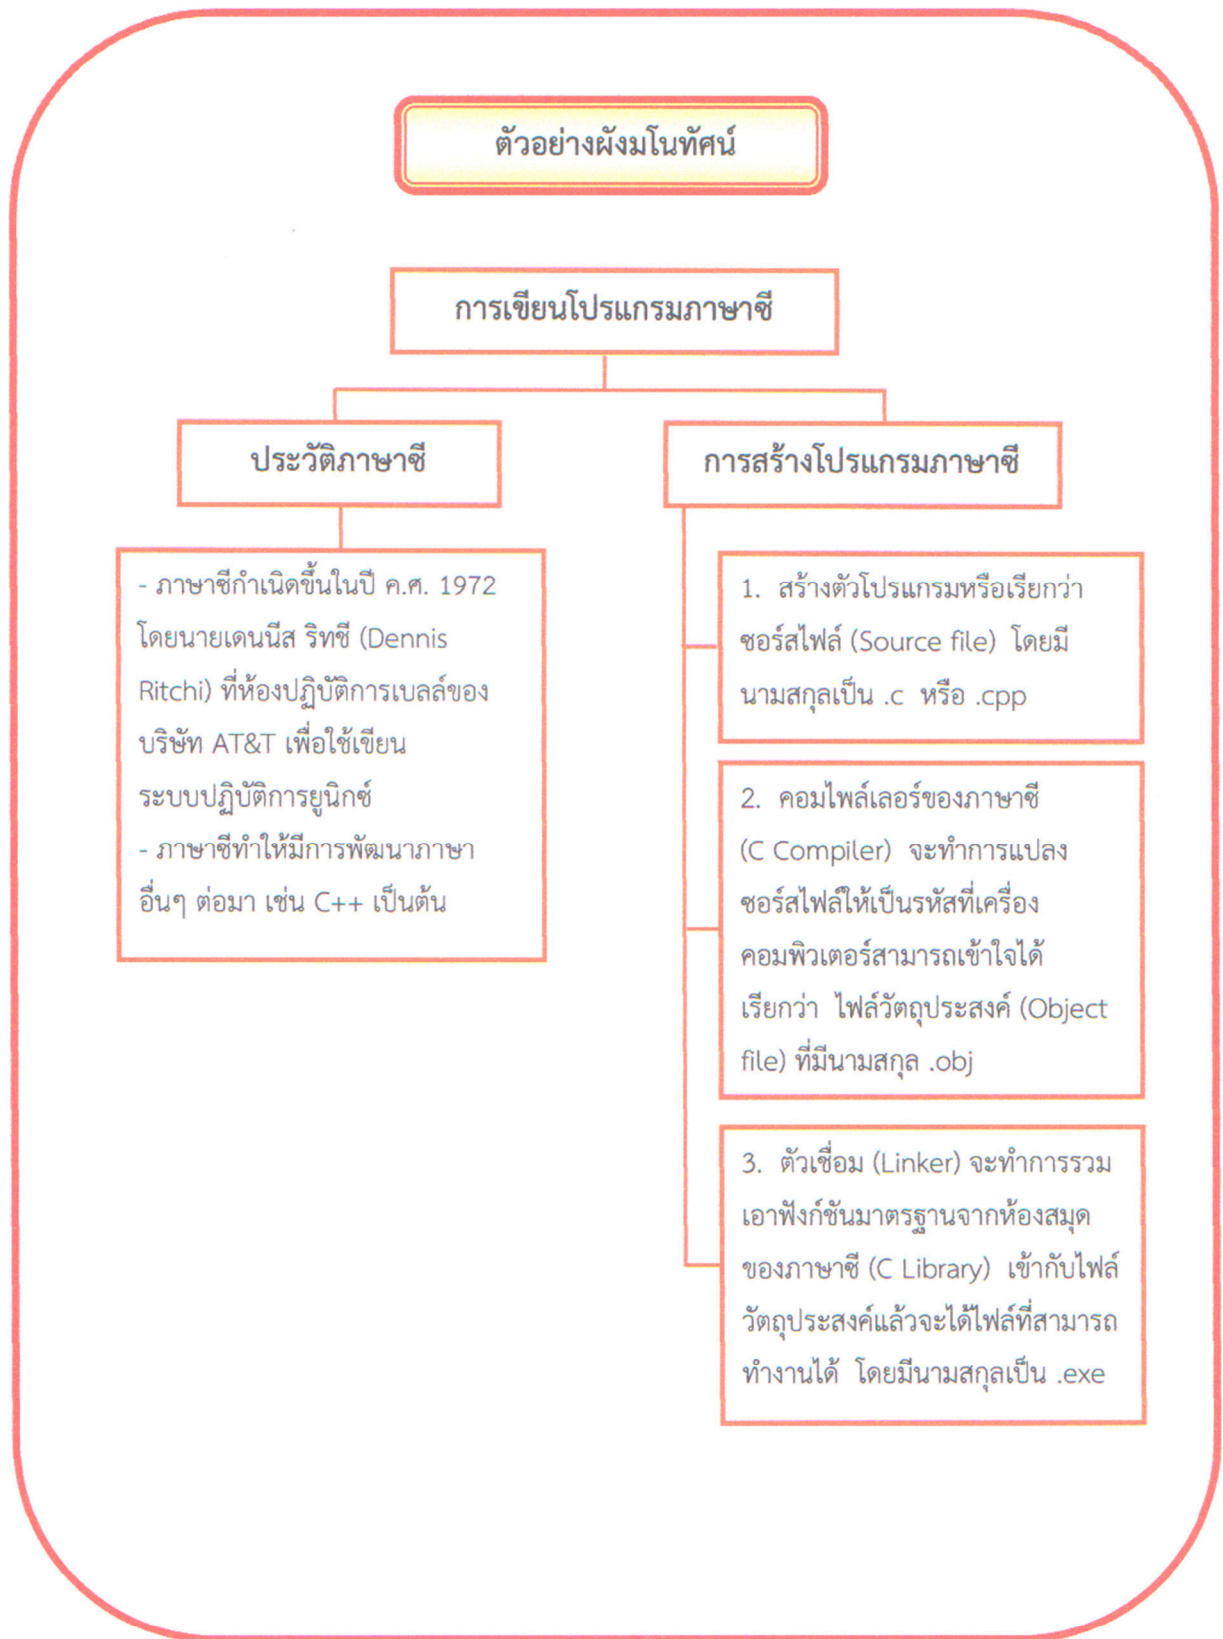 ตัวอย่างผังมโนทัศน์
การเขียนโปรแกรมภาษาซี
ประวัติภาษาซี
- ภาษาซีกำเนิดขึ้นในปี ค.ศ. 1972
โดยนายเดนนีส ริทชี (Dennis
Ritchi) ที่ห้องปฏิบัติการเบลล์ของ
บริษัท AT&T เพื่อใช้เขียน
ระบบปฏิบัติการยูนิกซ์
- ภาษาซีทำให้มีการพัฒนาภาษา
อื่นๆ ต่อมา เช่น C++ เป็นต้น
การสร้างโปรแกรมภาษาซี
1. สร้างตัวโปรแกรมหรือเรียกว่า
ซอร์สไฟล์ (Source file) โดยมี
นามสกุลเป็น .c หรือ .cpp
2. คอมไพล์เลอร์ของภาษาซี
(C Compiler) จะทำการแปลง
ซอร์สไฟล์ให้เป็นรหัสที่เครื่อง
คอมพิวเตอร์สามารถเข้าใจได้
เรียกว่า ไฟล์วัตถุประสงค์ (Object
file) ที่มีนามสกุล .obj
3. ตัวเชื่อม (Linker) จะทำการรวม
เอาฟังก์ชันมาตรฐานจากห้องสมุด
ของภาษาซี (C Library) เข้ากับไฟล์
วัตถุประสงค์แล้วจะได้ไฟล์ที่สามารถ
ทำงานได้ โดยมีนามสกุลเป็น .exe